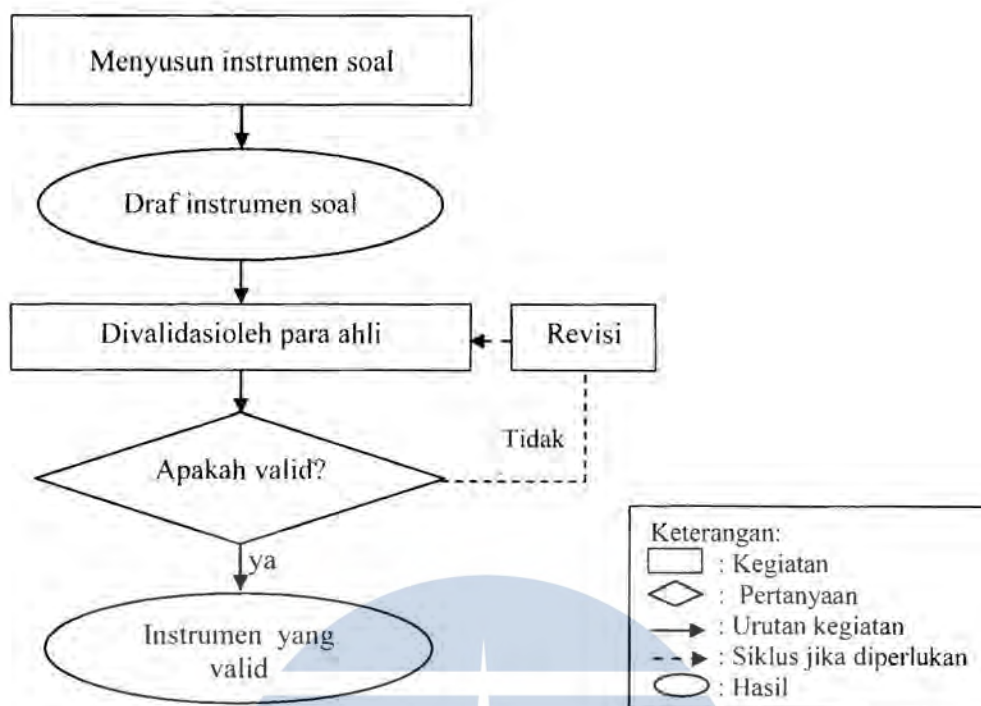 Menyusun instrumen soal
Draf instrumen soal
Divalidasioleh para ahli
Revisi
Tidak
Apakah valid?
ya
Instrumen yang
valid
Keterangan:
: Kegiatan
: Pertanyaan
: Urutan kegiatan
: Siklus jika diperlukan
: Hasil